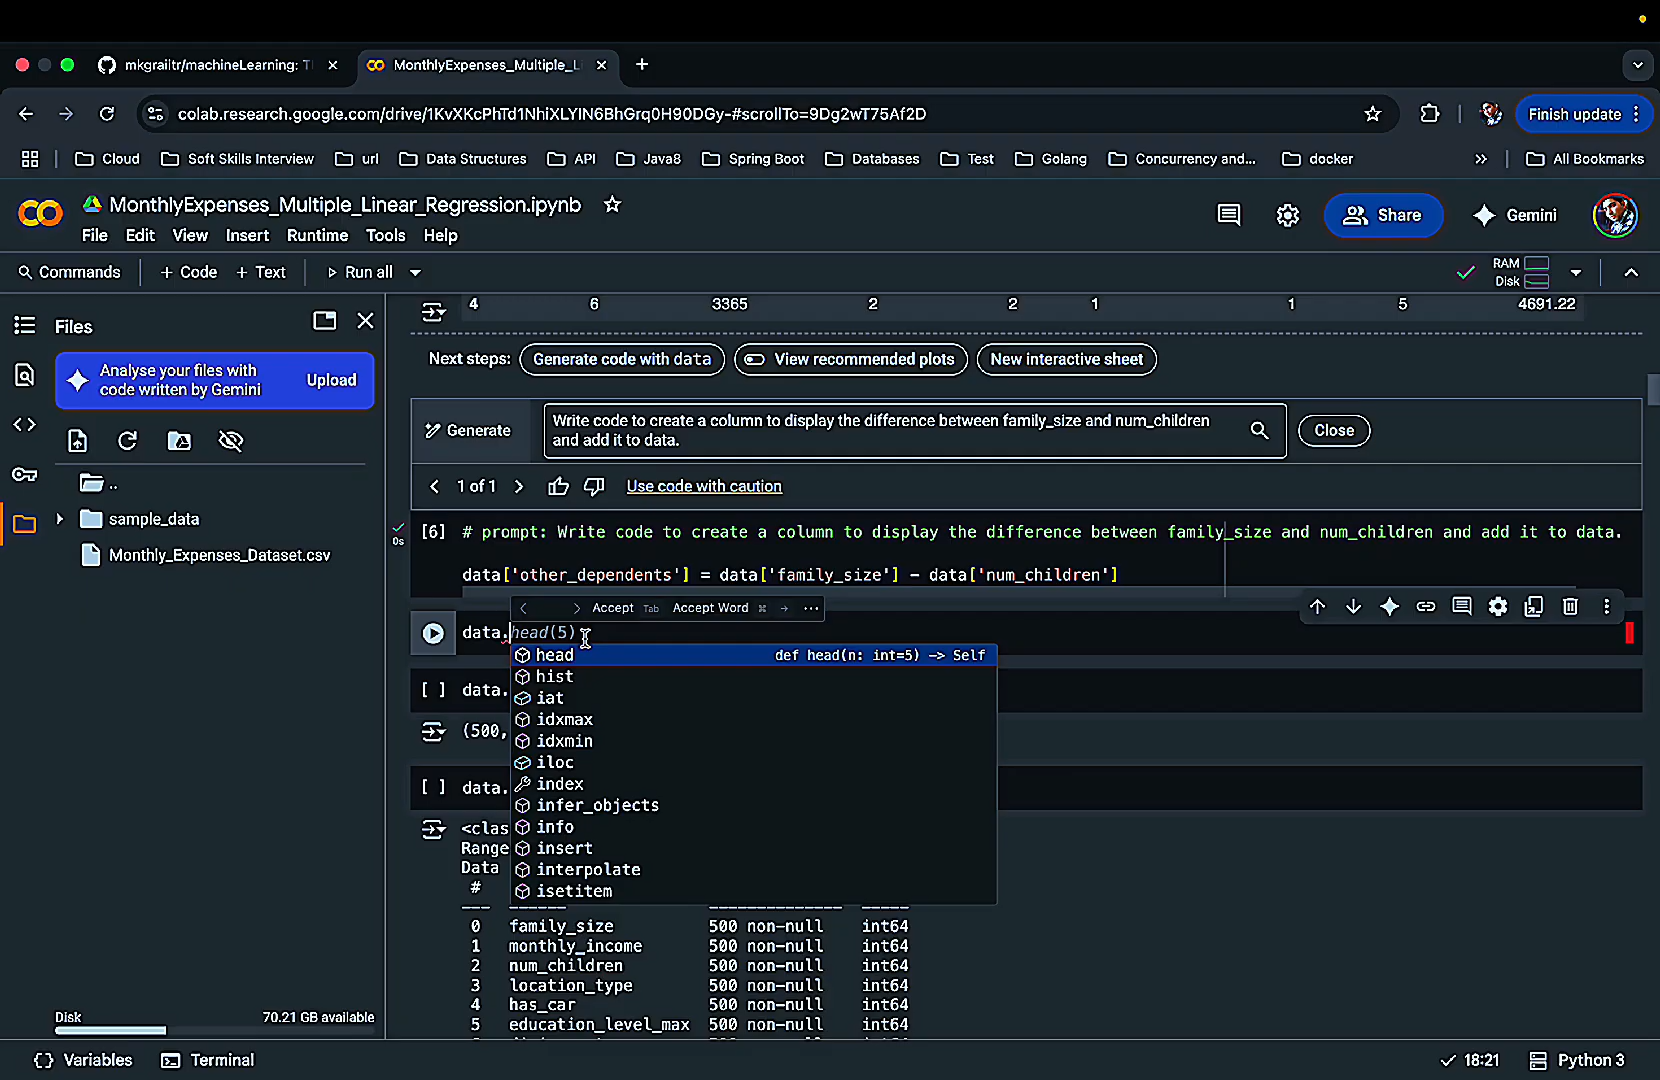 mkgrailtr/machineLearning: T
MonthlyExpenses_Multiple_L
colab.research.google.com/drive/1KvXKcPhTd1NhiXLYIN6BhGrq0H90DGy-#scrollTo=9Dg2wT75Af2D
Finish update
Cloud
Soft Skills Interview
url
Data Structures
API
Java8
Spring Boot
Databases
Test
Golang
Concurrency and...
docker
All Bookmarks
MonthlyExpenses_Multiple_Linear_Regression.ipynb
Share
Gemini
File Edit View Insert Runtime Tools Help
Commands
+ Code + Text
Run all
RAM
Disk
Files
Analyse your files with
code written by Gemini
Upload
..
sample_data
Monthly_Expenses_Dataset.csv
Disk
70.21 GB available
4 6 3365 2 2 1 1 5 4691.22
Next steps:
Generate code with data
View recommended plots
New interactive sheet
Generate
Write code to create a column to display the difference between family_size and num_children
and add it to data.
Close
1 of 1
Use code with caution
0s
[6] # prompt: Write code to create a column to display the difference between family_size and num_children and add it to data.
data['other_dependents'] = data['family_size'] - data['num_children']
Accept Tab Accept Word ⌘ → ...
data.head(5)
head def head(n: int=5) -> Self
hist
iat
idxmax
idxmin
iloc
index
infer_objects
info
insert
interpolate
isetitem
[ ] data.
(500,
[ ] data.
<clas
Range
Data
#
0 family_size 500 non-null int64
1 monthly_income 500 non-null int64
2 num_children 500 non-null int64
3 location_type 500 non-null int64
4 has_car 500 non-null int64
5 education_level_max 500 non-null int64
Variables
Terminal
18:21
Python 3